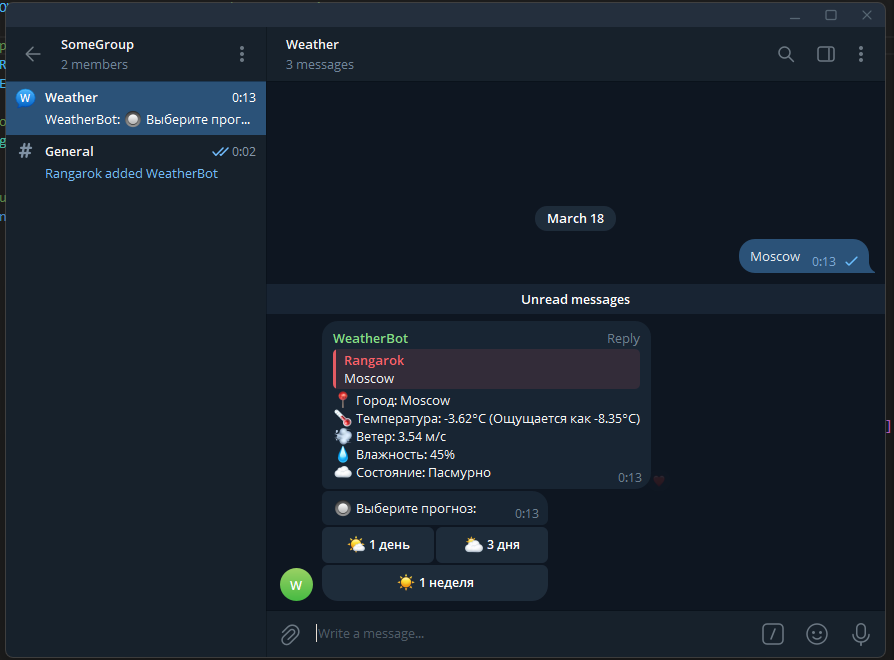 SomeGroup
2 members
Weather
0:13
WeatherBot: Выберите прог...
General
0:02
Rangarok added WeatherBot
Weather
3 messages
March 18
Moscow 0:13
Unread messages
WeatherBot Reply
Rangarok
Moscow
Город: Moscow
Температура: -3.62°C (Ощущается как -8.35°C)
Ветер: 3.54 м/с
Влажность: 45%
Состояние: Пасмурно
0:13
Выберите прогноз: 0:13
1 день
3 дня
W
1 неделя
Write a message...